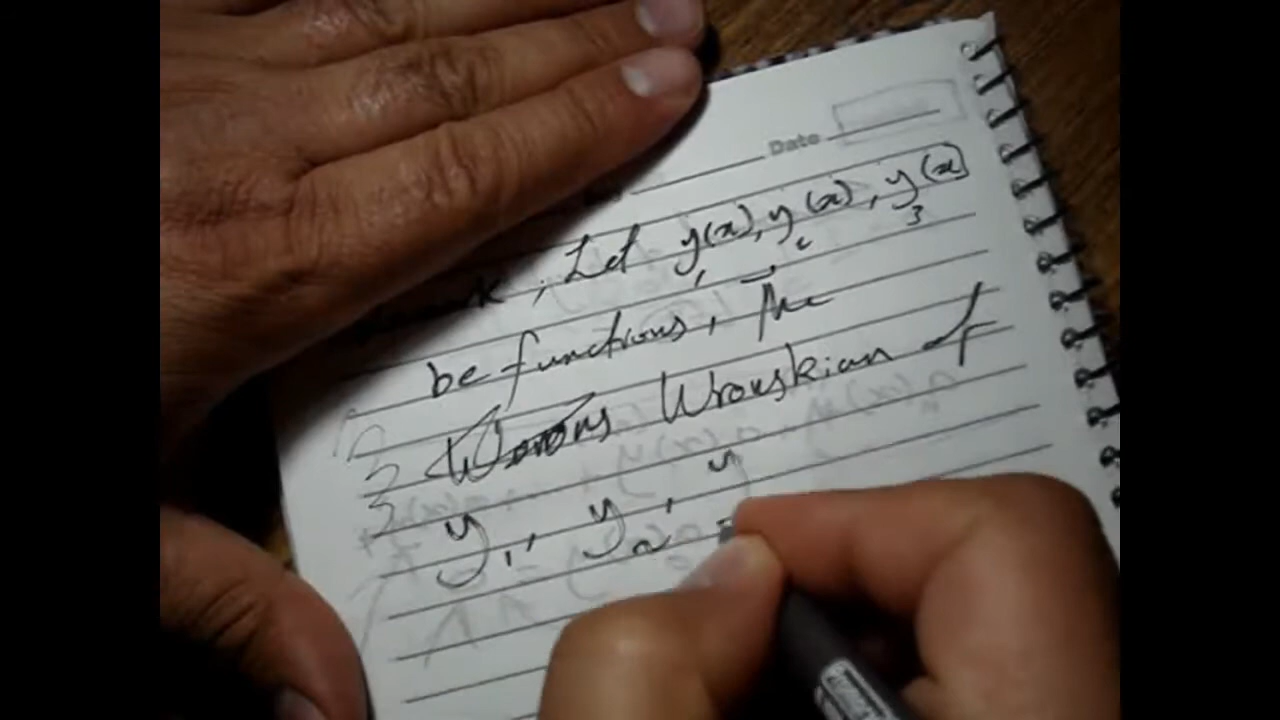 Date
; Let y₁(x), y₂(x), y₃(x)
be functions, The
Wronskian of
y₁, y₂, y